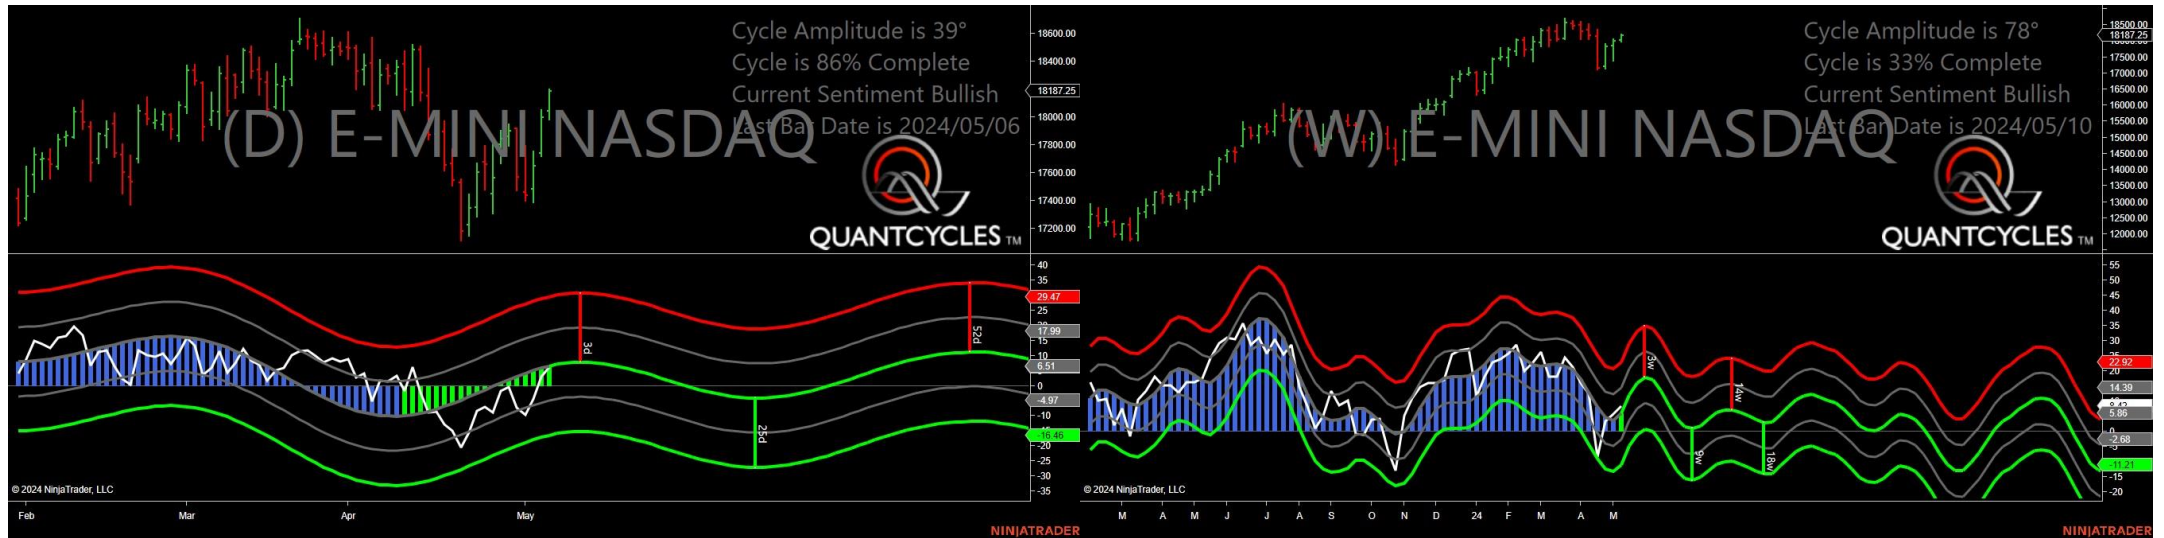 Cycle Amplitude is 39°
Cycle is 86% Complete
Current Sentiment Bullish
Last Bar Date is 2024/05/06
(D) E-MINI NASDAQ
QUANTCYCLES TM
18600.00
18400.00
18187.25
18000.00
17800.00
17600.00
17400.00
17200.00
40
35
29.47
25
17.99
15
10
6.51
0
-4.97
-10
-16.46
-20
-25
-30
-35
3d
25d
52d
© 2024 NinjaTrader, LLC
Feb
Mar
Apr
May
NINJATRADER
Cycle Amplitude is 78°
Cycle is 33% Complete
Current Sentiment Bullish
Last Bar Date is 2024/05/10
(W) E-MINI NASDAQ
QUANTCYCLES TM
18500.00
18187.25
17500.00
17000.00
16500.00
16000.00
15500.00
15000.00
14500.00
14000.00
13500.00
13000.00
12500.00
12000.00
55
50
45
40
35
30
22.92
20
14.39
5.86
-2.68
-11.21
-15
-20
3w
9w
14w
18w
© 2024 NinjaTrader, LLC
M
A
M
J
J
A
S
O
N
D
24
F
M
A
M
NINJATRADER